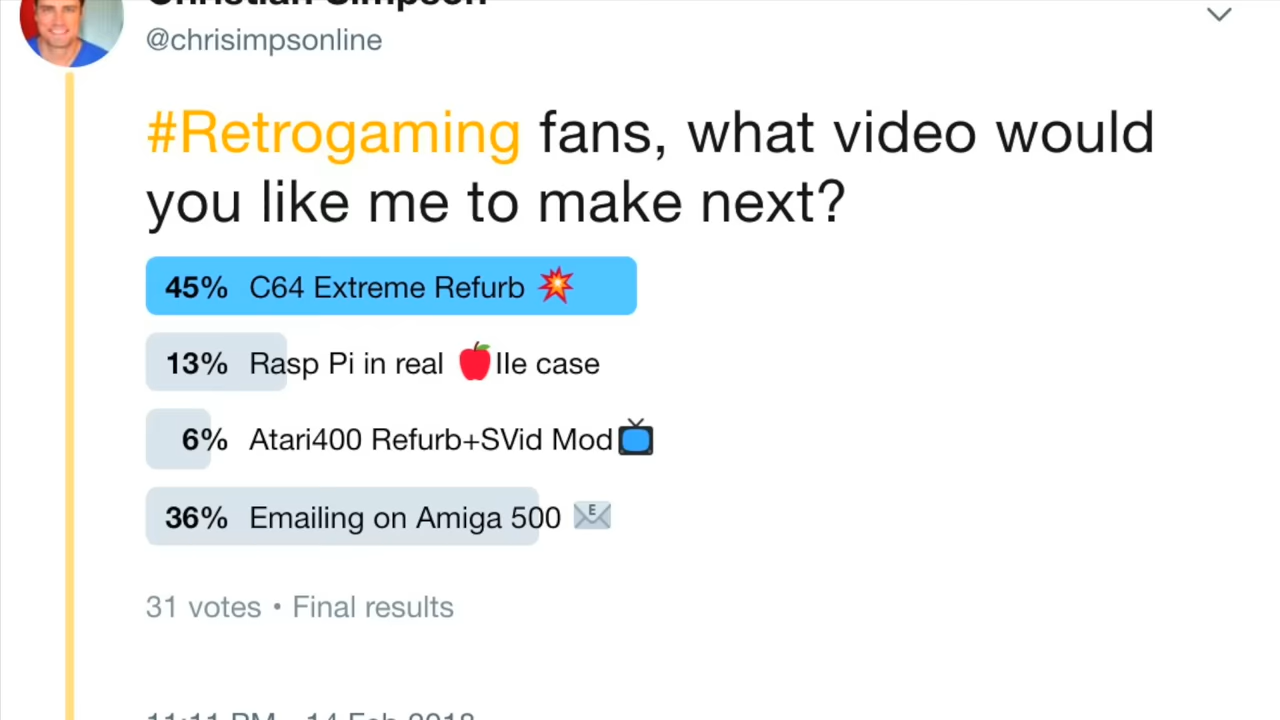 Christian Simpson
@chrisimpsonline
#Retrogaming fans, what video would
you like me to make next?
45% C64 Extreme Refurb 💥
13% Rasp Pi in real 🍎IIe case
6% Atari400 Refurb+SVid Mod📺
36% Emailing on Amiga 500 📧
31 votes • Final results
11:11 PM - 14 Feb 2018